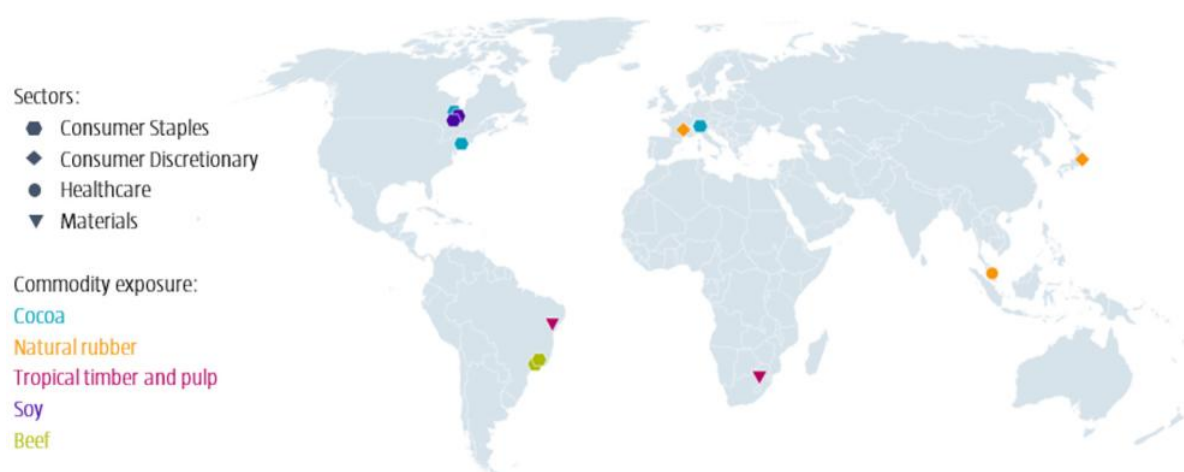 Sectors:
Consumer Staples
Consumer Discretionary
Healthcare
Materials
Commodity exposure:
Cocoa
Natural rubber
Tropical timber and pulp
Soy
Beef